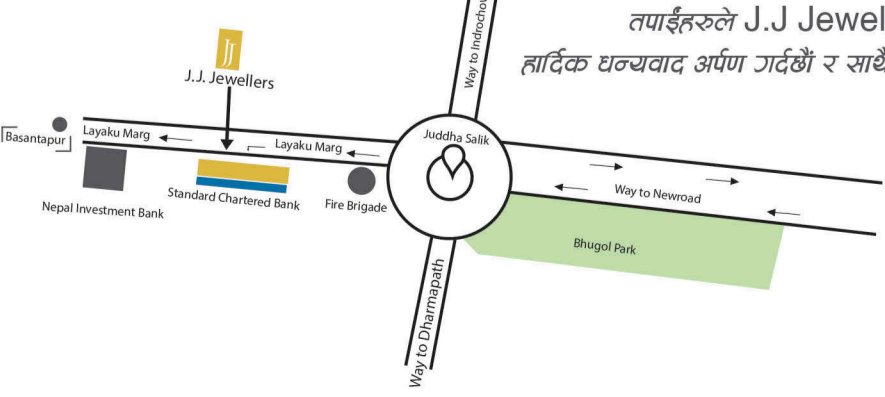 तपाईंहरुले J.J Jewel
हार्दिक धन्यवाद अर्पण गर्दछौं र साथै
Way to Indrochow
JJ
J.J. Jewellers
Basantapur
Layaku Marg
Layaku Marg
Juddha Salik
Way to Newroad
Nepal Investment Bank
Standard Chartered Bank
Fire Brigade
Bhugol Park
Way to Dharmapath